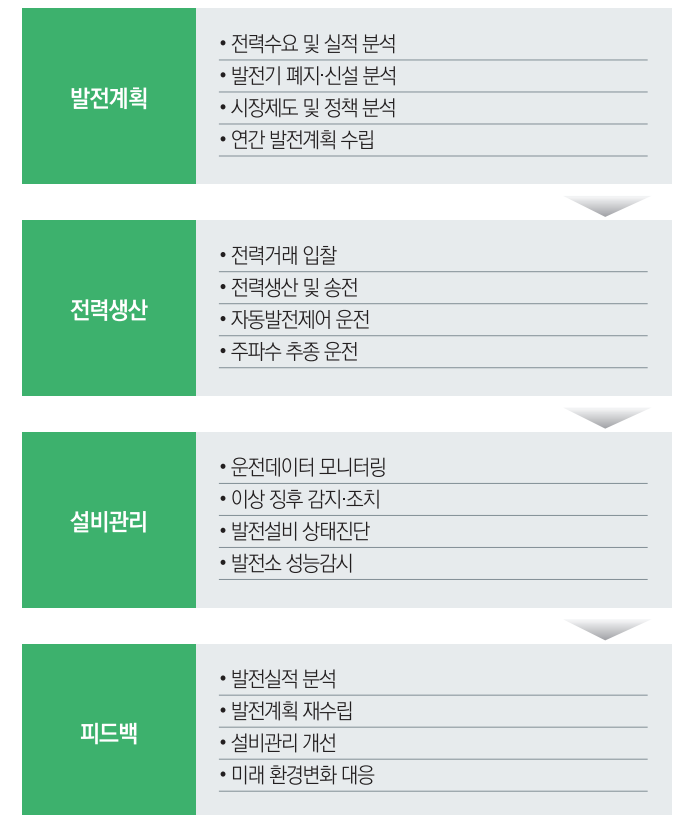 발전계획
• 전력수요 및 실적 분석
• 발전기 폐지·신설 분석
• 시장제도 및 정책 분석
• 연간 발전계획 수립
전력생산
• 전력거래 입찰
• 전력생산 및 송전
• 자동발전제어 운전
• 주파수 추종 운전
설비관리
• 운전데이터 모니터링
• 이상 징후 감지·조치
• 발전설비 상태진단
• 발전소 성능감시
피드백
• 발전실적 분석
• 발전계획 재수립
• 설비관리 개선
• 미래 환경변화 대응